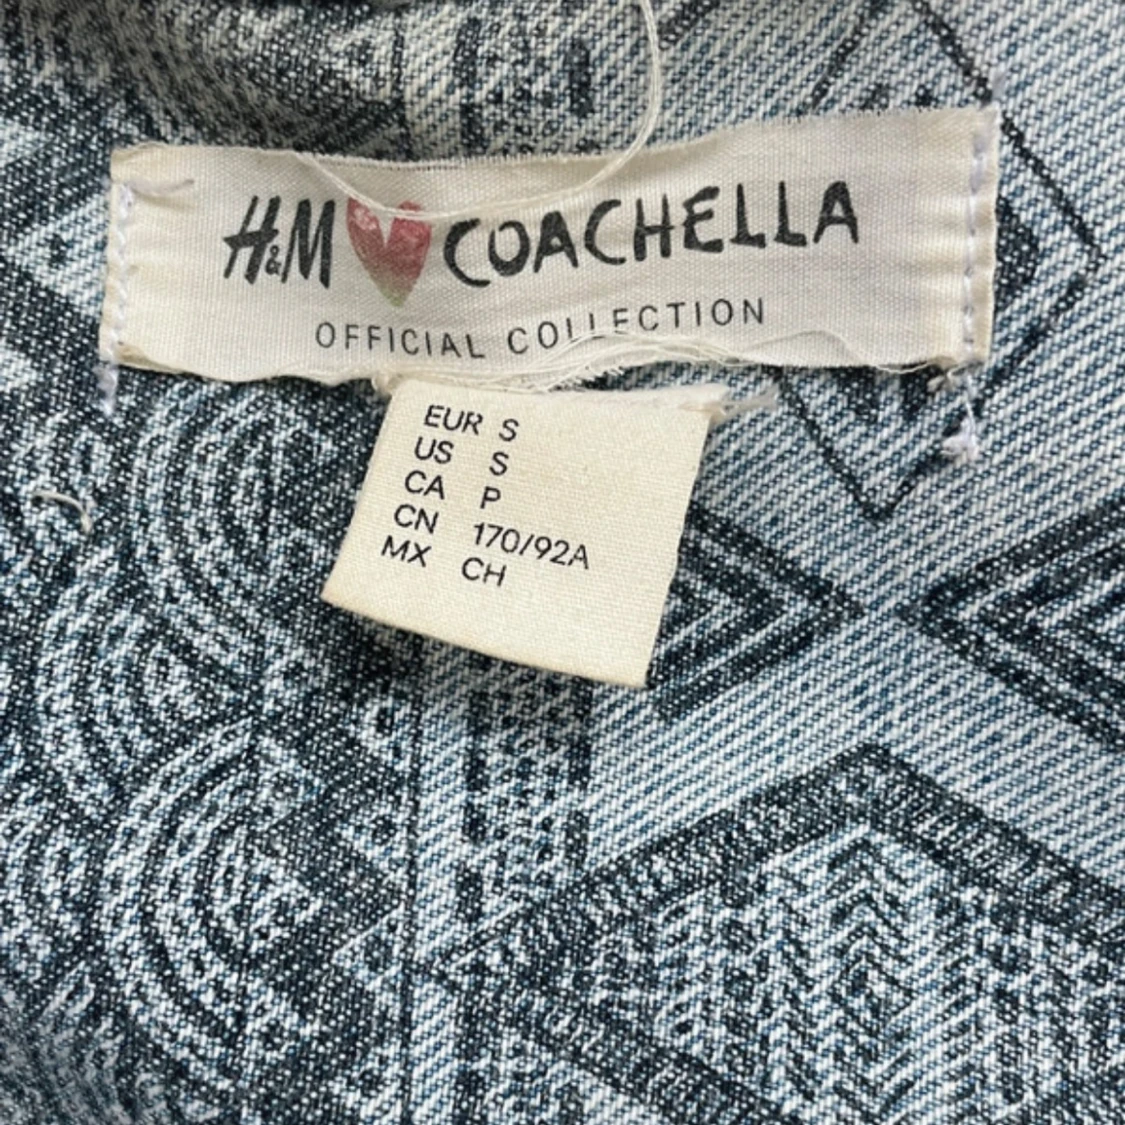 H&M COACHELLA
OFFICIAL COLLECTION
EUR S
US S
CA P
CN 170/92A
MX CH